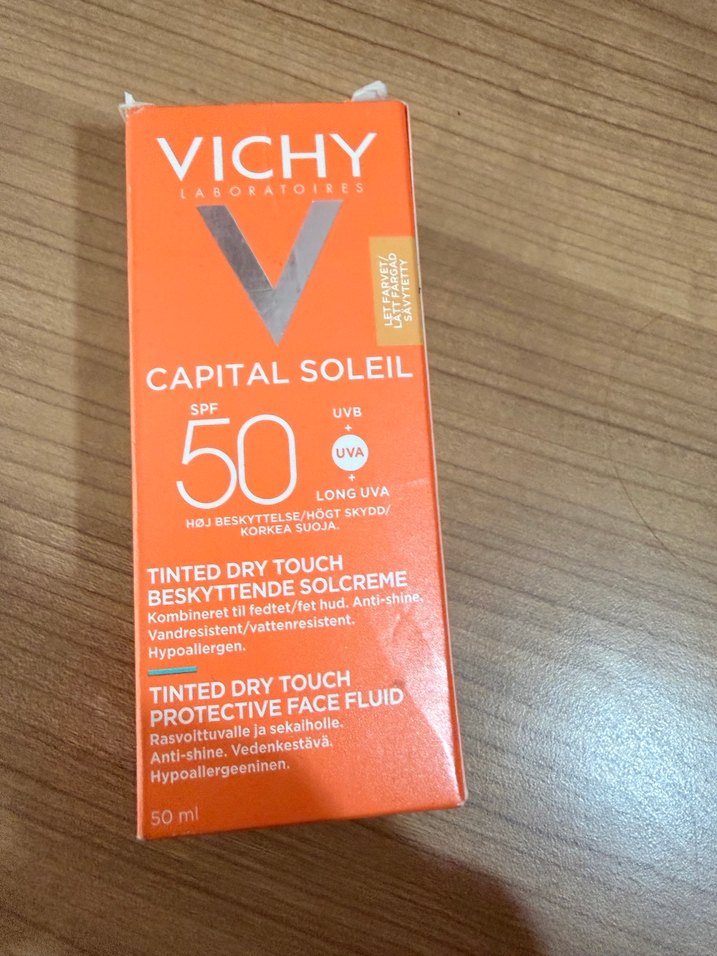 VICHY
LABORATOIRES
LET FARVET/
LÄTT FÄRGAD
SÄVYTETTY
CAPITAL SOLEIL
SPF
50
UVB
+
UVA
+
LONG UVA
HØJ BESKYTTELSE/HÖGT SKYDD/
KORKEA SUOJA.
TINTED DRY TOUCH
BESKYTTENDE SOLCREME
Kombineret til fedtet/fet hud. Anti-shine.
Vandresistent/vattenresistent.
Hypoallergen.
TINTED DRY TOUCH
PROTECTIVE FACE FLUID
Rasvoittuvalle ja sekaiholle.
Anti-shine. Vedenkestävä.
Hypoallergeeninen.
50 ml